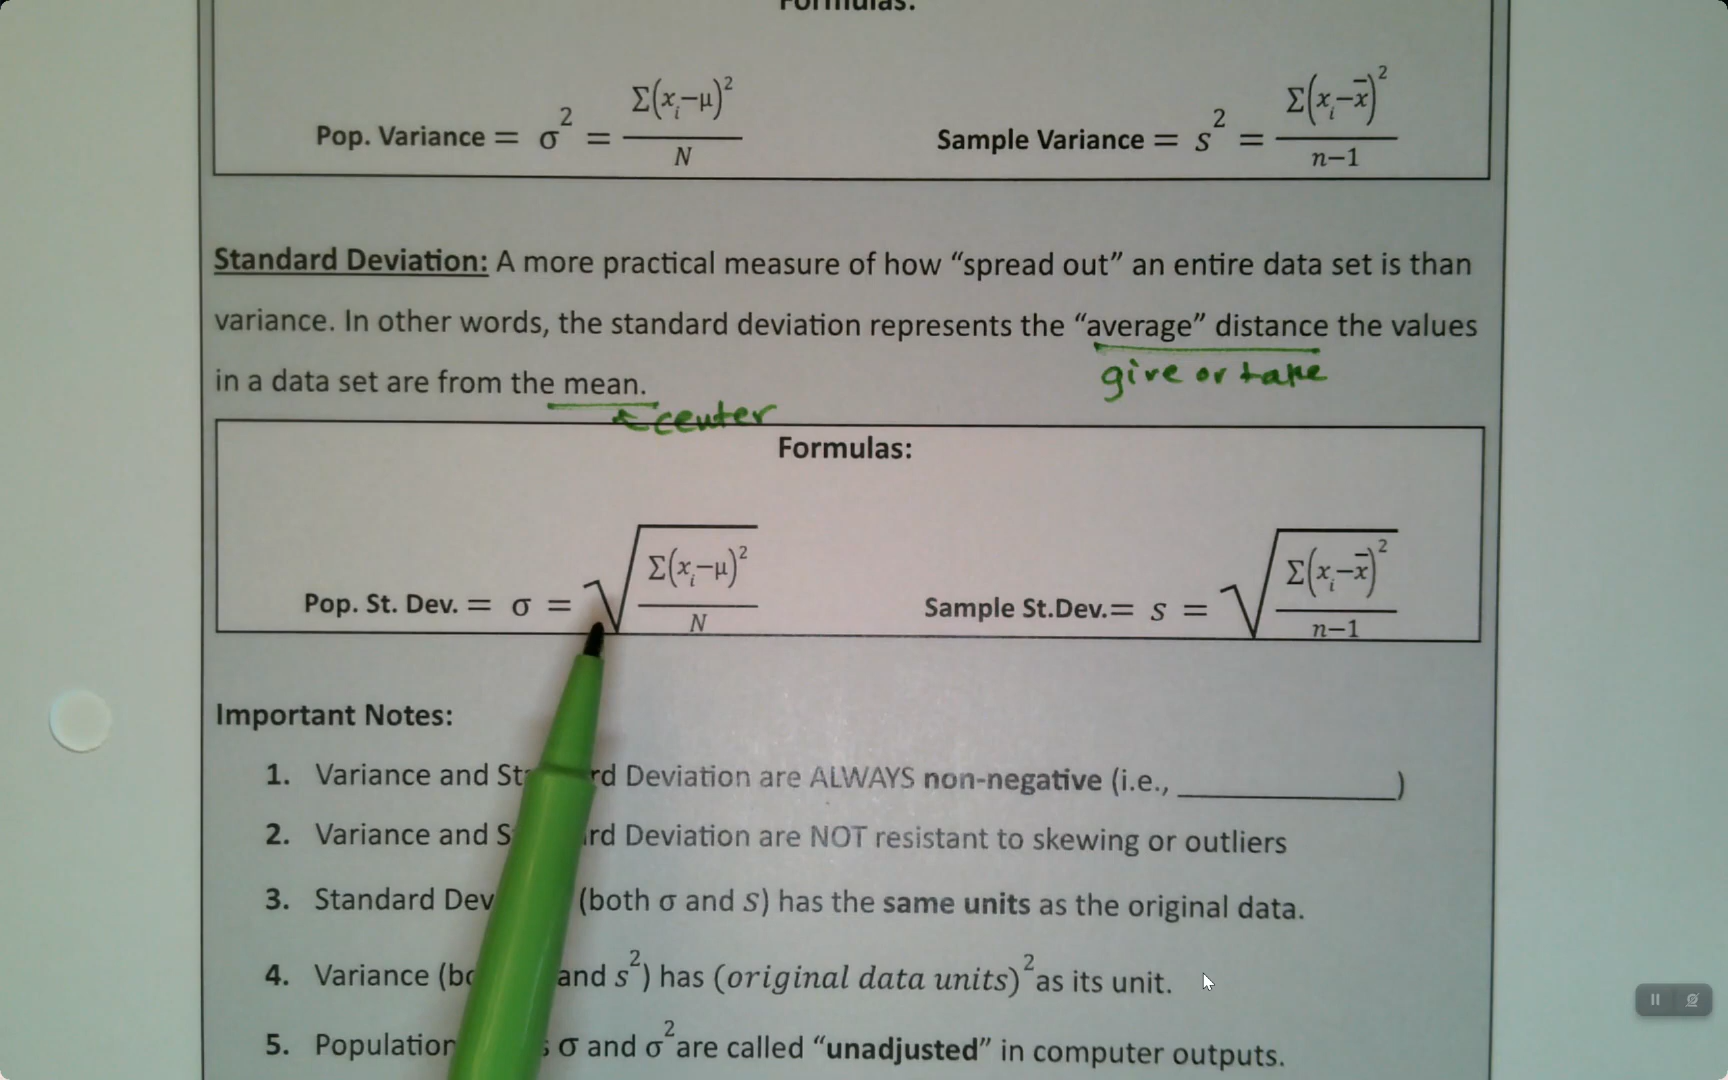 Formulas:
Pop. Variance = σ² = Σ(xᵢ−μ)² / N
Sample Variance = s² = Σ(xᵢ−x̄)² / n−1
Standard Deviation: A more practical measure of how “spread out” an entire data set is than
variance. In other words, the standard deviation represents the “average” distance the values
give or take
in a data set are from the mean.
center
Formulas:
Pop. St. Dev. = σ = √(Σ(xᵢ−μ)² / N)
Sample St.Dev.= s = √(Σ(xᵢ−x̄)² / n−1)
Important Notes:
1. Variance and St rd Deviation are ALWAYS non-negative (i.e., ____________)
2. Variance and S rd Deviation are NOT resistant to skewing or outliers
3. Standard Dev (both σ and s) has the same units as the original data.
4. Variance (bo and s²) has (original data units)² as its unit.
5. Population s σ and σ² are called “unadjusted” in computer outputs.